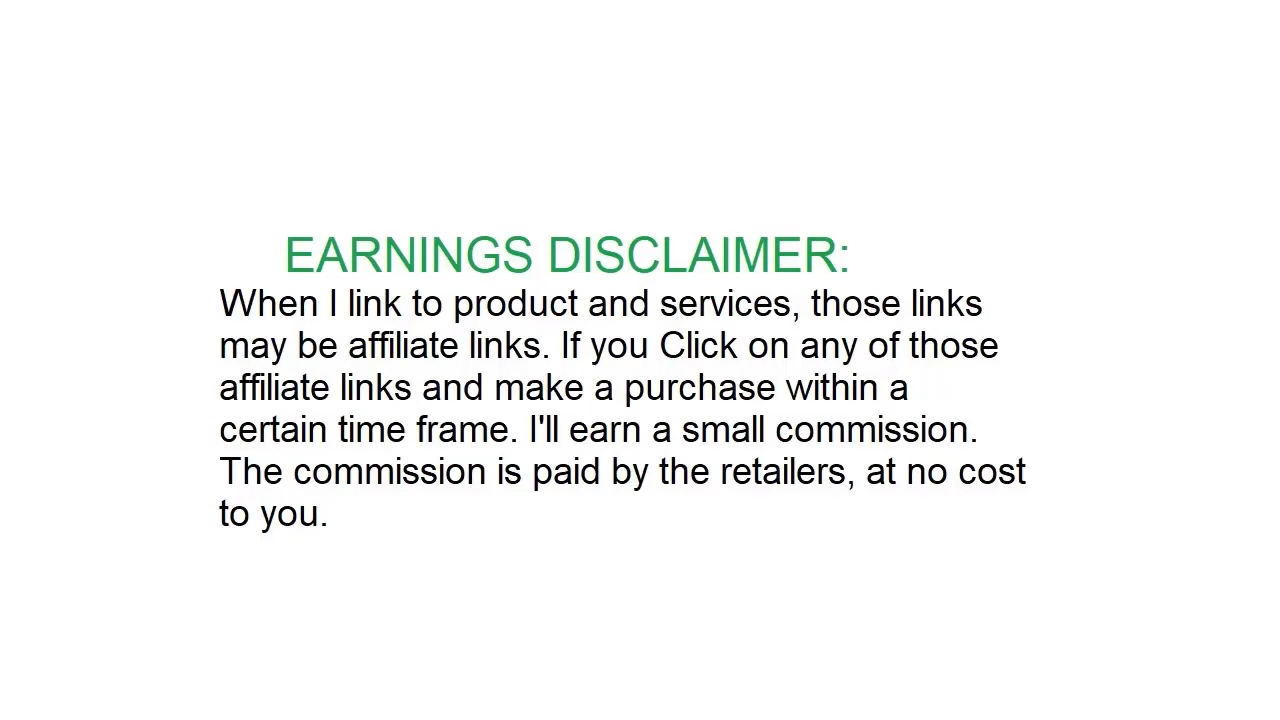 EARNINGS DISCLAIMER:
When I link to product and services, those links
may be affiliate links. If you Click on any of those
affiliate links and make a purchase within a
certain time frame. I'll earn a small commission.
The commission is paid by the retailers, at no cost
to you.